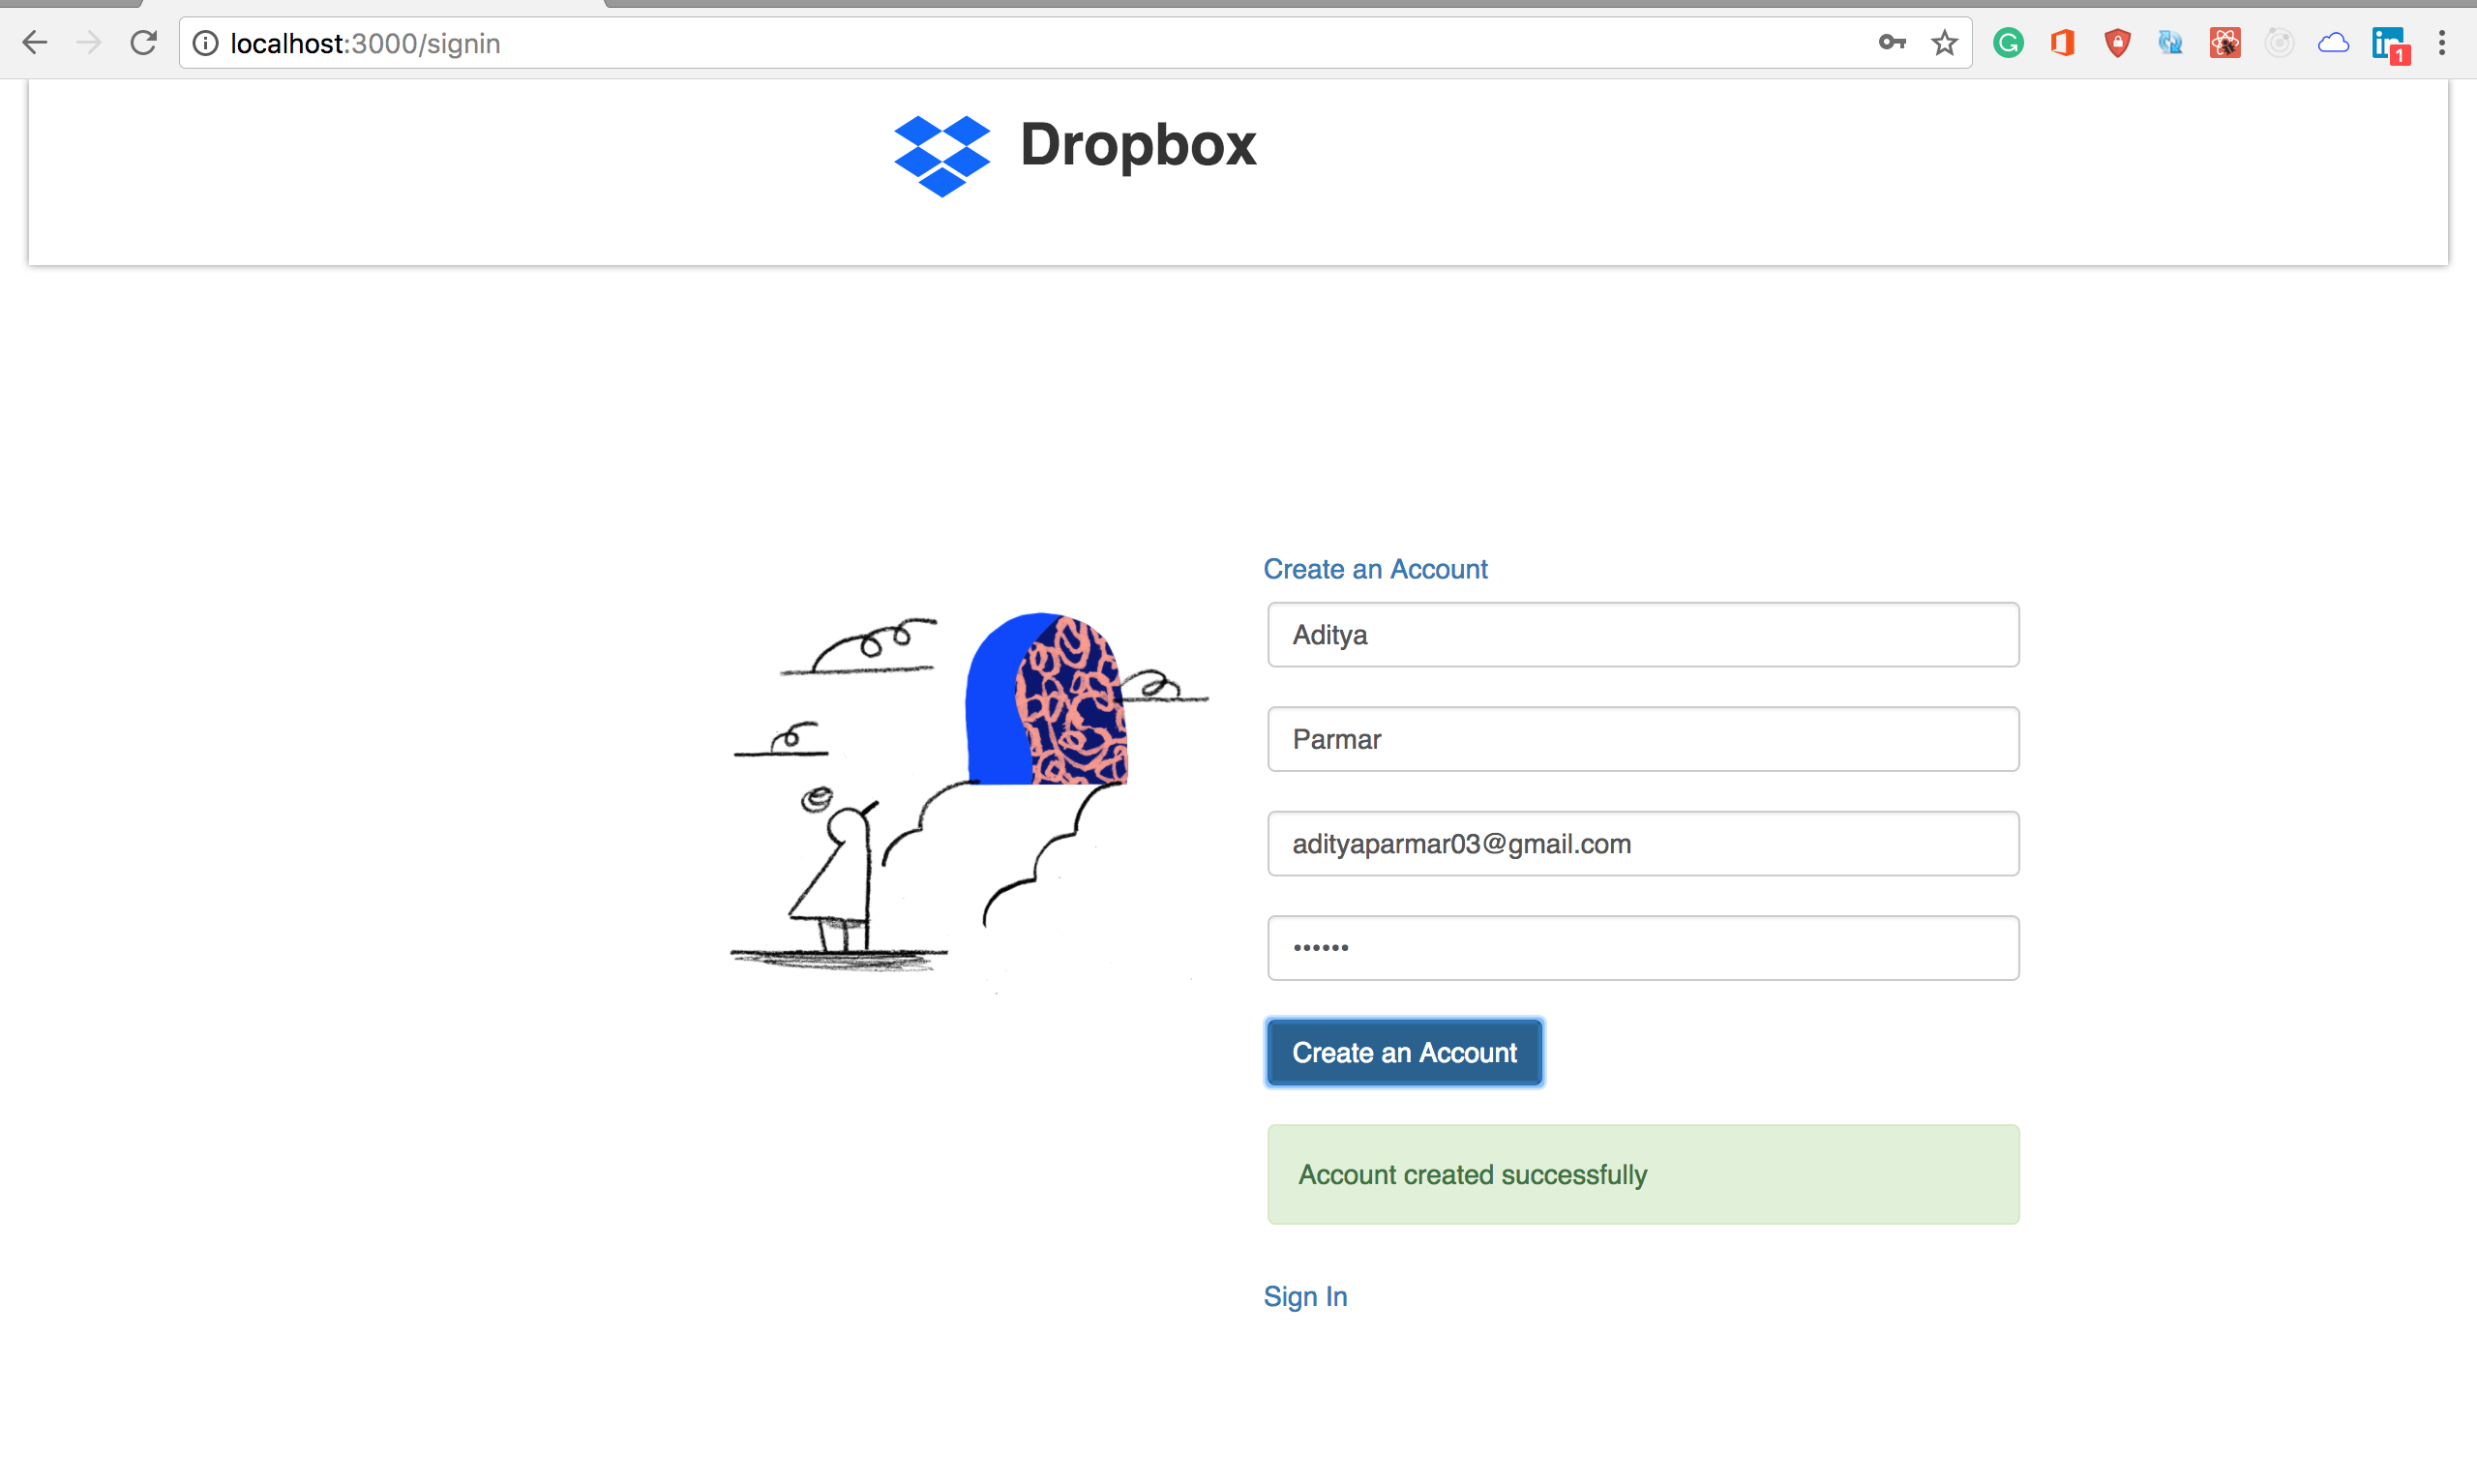 localhost:3000/signin
1
Dropbox
Create an Account
Aditya
Parmar
adityaparmar03@gmail.com
••••••
Create an Account
Account created successfully
Sign In